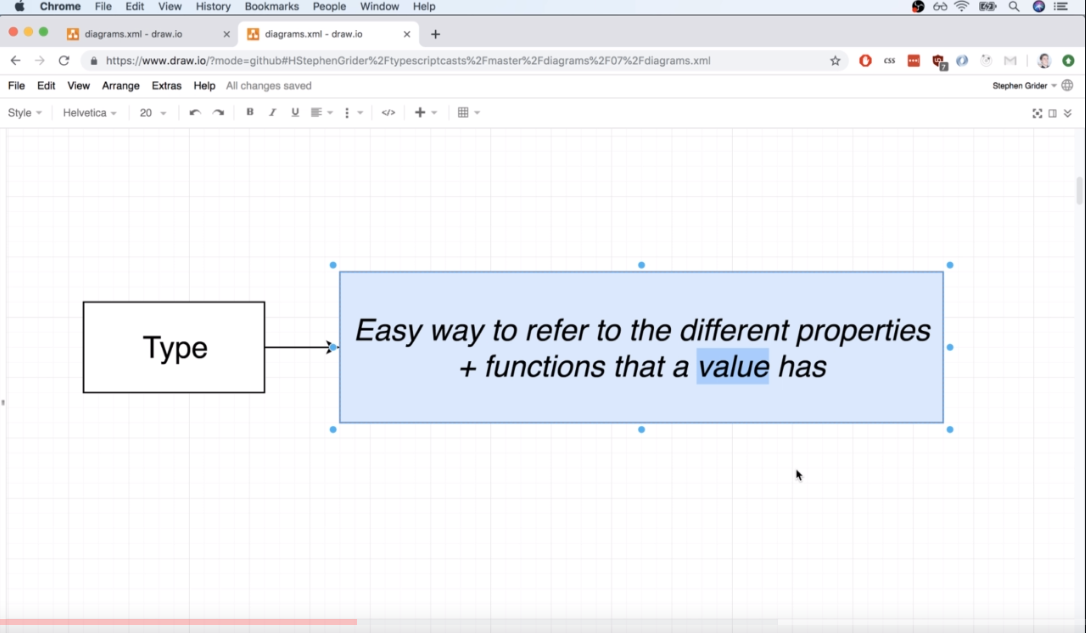 Chrome File Edit View History Bookmarks People Window Help
diagrams.xml - draw.io
diagrams.xml - draw.io
https://www.draw.io/?mode=github#HStephenGrider%2Ftypescriptcasts%2Fmaster%2Fdiagrams%2F07%2Fdiagrams.xml
css
7
File Edit View Arrange Extras Help All changes saved
Stephen Grider
Style Helvetica 20 B I U </>
Type
Easy way to refer to the different properties
+ functions that a value has